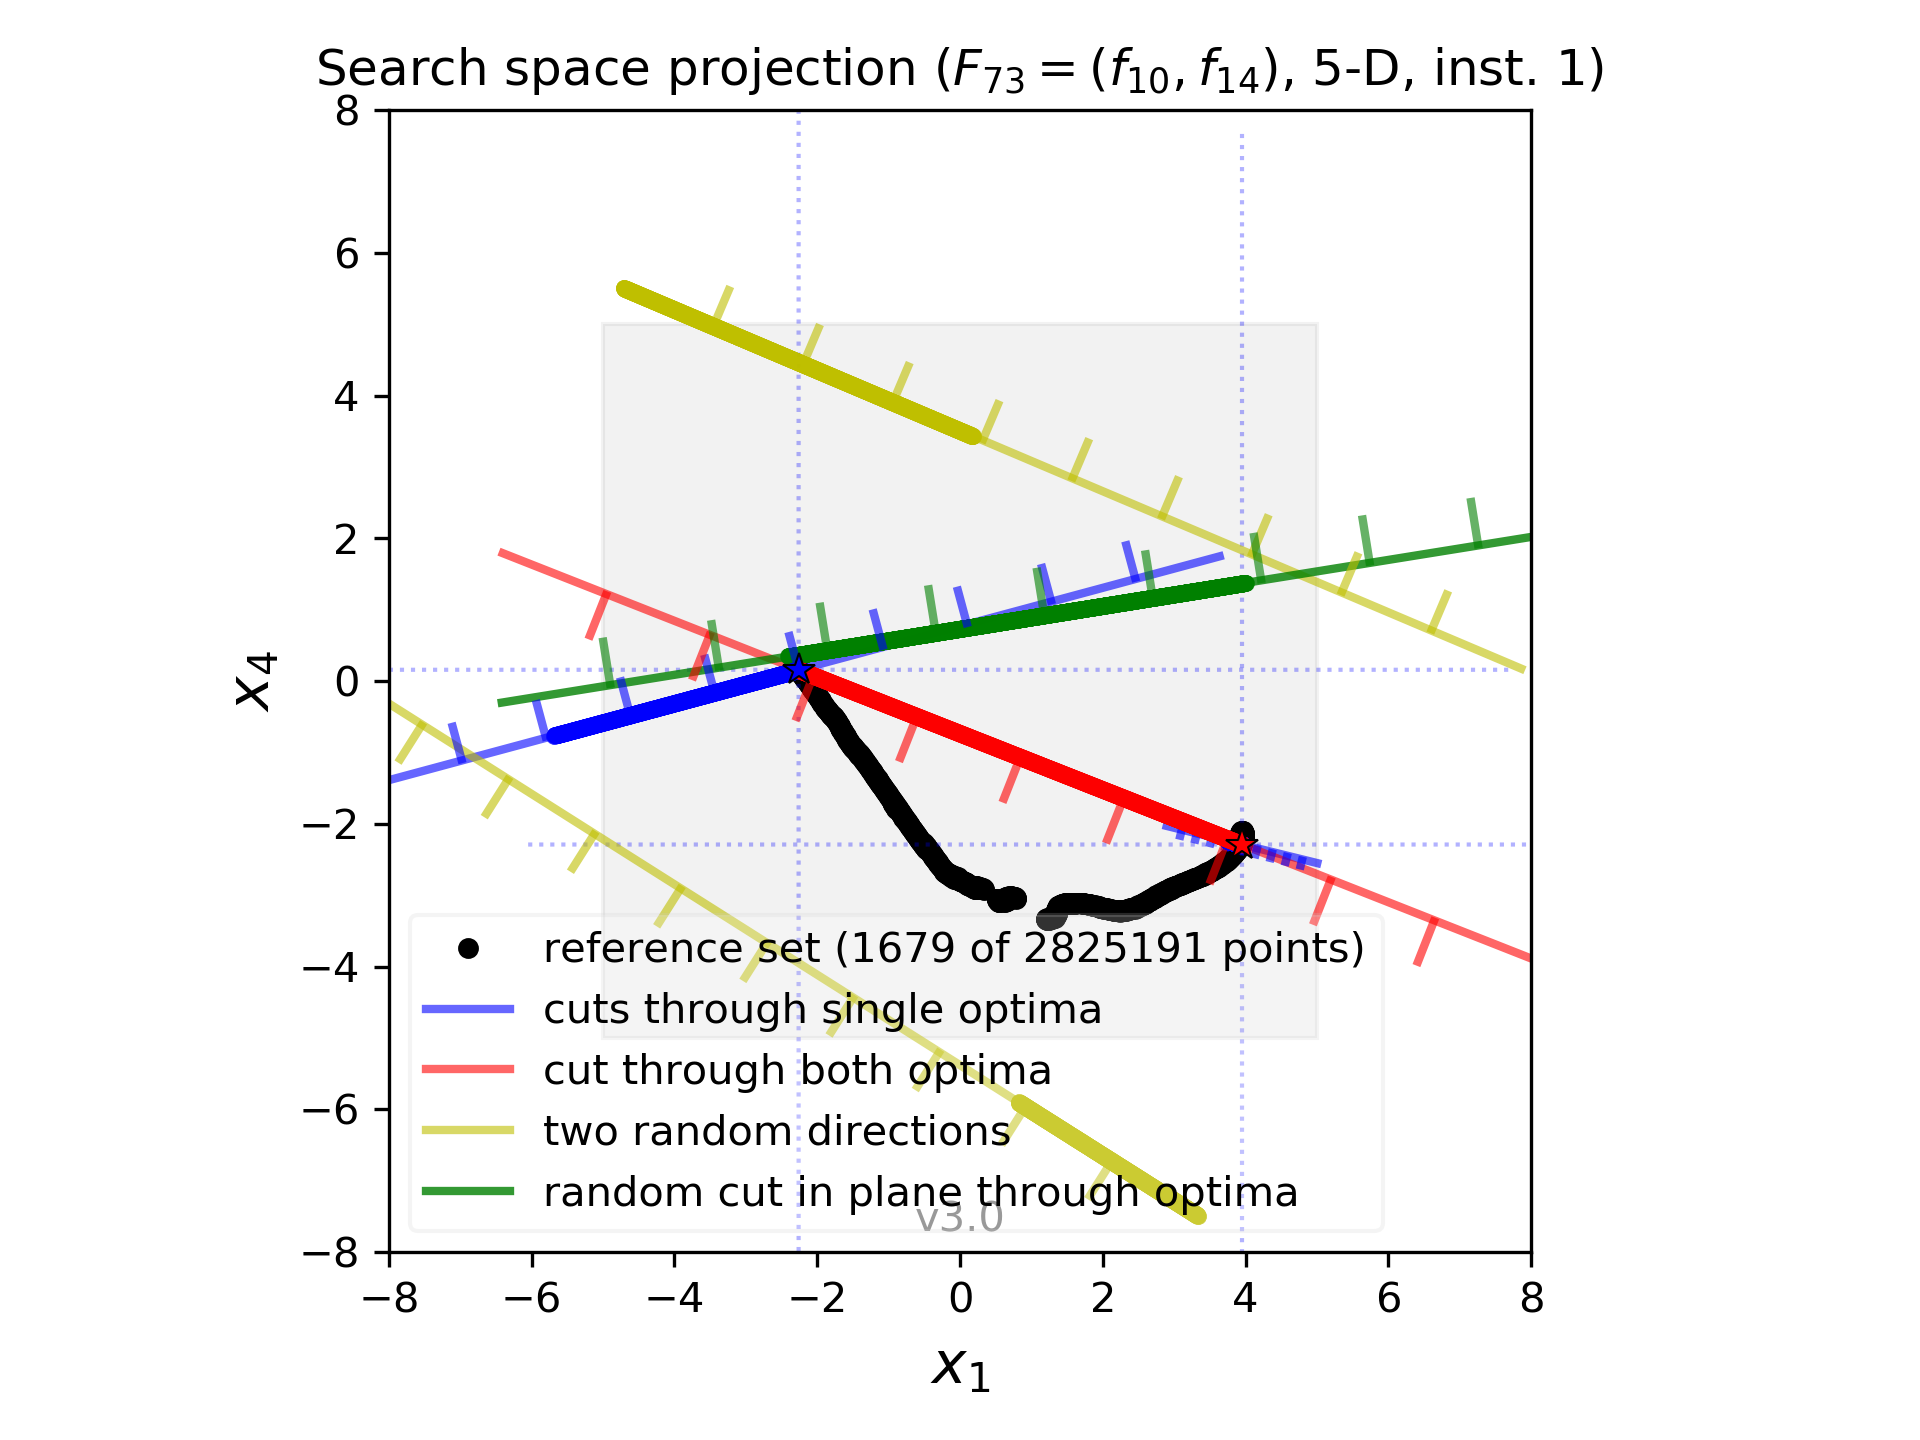 Search space projection (F73 = (f10, f14), 5-D, inst. 1)
8
6
4
2
0
−2
−4
−6
−8
x4
reference set (1679 of 2825191 points)
cuts through single optima
cut through both optima
two random directions
random cut in plane through optima
v3.0
−8 −6 −4 −2 0 2 4 6 8
x1